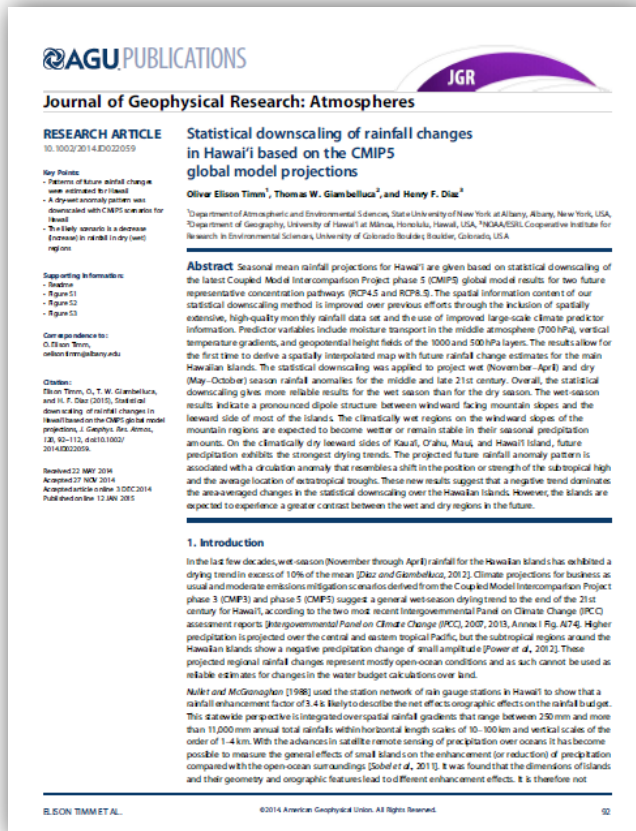 AGU PUBLICATIONS
JGR
Journal of Geophysical Research: Atmospheres
RESEARCH ARTICLE
10.1002/2014JD022059
Key Points:
• Patterns of future rainfall changes
were estimated for Hawaii
• A dry-wet anomaly pattern was
downscaled with CMIP5 scenarios for
Hawaii
• The likely scenario is a decrease
(increase) in rainfall in dry (wet)
regions
Supporting Information:
• Readme
• Figure S1
• Figure S2
• Figure S3
Correspondence to:
O. Elison Timm,
oelisontimm@albany.edu
Citation:
Elison Timm, O., T. W. Giambelluca,
and H. F. Diaz (2015), Statistical
downscaling of rainfall changes in
Hawai'i based on the CMIP5 global
model projections, J. Geophys. Res. Atmos.,
120, 92–112, doi:10.1002/
2014JD022059.
Received 22 MAY 2014
Accepted 27 NOV 2014
Accepted article online 3 DEC 2014
Published online 12 JAN 2015
Statistical downscaling of rainfall changes
in Hawai'i based on the CMIP5
global model projections
Oliver Elison Timm1, Thomas W. Giambelluca2, and Henry F. Diaz3
1Department of Atmospheric and Environmental Sciences, State University of New York at Albany, Albany, New York, USA,
2Department of Geography, University of Hawai'i at Mānoa, Honolulu, Hawaii, USA, 3NOAA/ESRL Cooperative Institute for
Research in Environmental Sciences, University of Colorado Boulder, Boulder, Colorado, USA
Abstract Seasonal mean rainfall projections for Hawai'i are given based on statistical downscaling of
the latest Coupled Model Intercomparison Project phase 5 (CMIP5) global model results for two future
representative concentration pathways (RCP4.5 and RCP8.5). The spatial information content of our
statistical downscaling method is improved over previous efforts through the inclusion of spatially
extensive, high-quality monthly rainfall data set and the use of improved large-scale climate predictor
information. Predictor variables include moisture transport in the middle atmosphere (700 hPa), vertical
temperature gradients, and geopotential height fields of the 1000 and 500 hPa layers. The results allow for
the first time to derive a spatially interpolated map with future rainfall change estimates for the main
Hawaiian Islands. The statistical downscaling was applied to project wet (November–April) and dry
(May–October) season rainfall anomalies for the middle and late 21st century. Overall, the statistical
downscaling gives more reliable results for the wet season than for the dry season. The wet-season
results indicate a pronounced dipole structure between windward facing mountain slopes and the
leeward side of most of the islands. The climatically wet regions on the windward slopes of the
mountain regions are expected to become wetter or remain stable in their seasonal precipitation
amounts. On the climatically dry leeward sides of Kaua'i, O'ahu, Maui, and Hawai'i Island, future
precipitation exhibits the strongest drying trends. The projected future rainfall anomaly pattern is
associated with a circulation anomaly that resembles a shift in the position or strength of the subtropical high
and the average location of extratropical troughs. These new results suggest that a negative trend dominates
the area-averaged changes in the statistical downscaling over the Hawaiian Islands. However, the islands are
expected to experience a greater contrast between the wet and dry regions in the future.
1. Introduction
In the last few decades, wet-season (November through April) rainfall for the Hawaiian Islands has exhibited a
drying trend in excess of 10% of the mean [Diaz and Giambelluca, 2012]. Climate projections for business as
usual and moderate emissions mitigation scenarios derived from the Coupled Model Intercomparison Project
phase 3 (CMIP3) and phase 5 (CMIP5) suggest a general wet-season drying trend to the end of the 21st
century for Hawai'i, according to the two most recent Intergovernmental Panel on Climate Change (IPCC)
assessment reports [Intergovernmental Panel on Climate Change (IPCC), 2007, 2013, Annex I Fig. AI74]. Higher
precipitation is projected over the central and eastern tropical Pacific, but the subtropical regions around the
Hawaiian Islands show a negative precipitation change of small amplitude [Power et al., 2012]. These
projected regional rainfall changes represent mostly open-ocean conditions and as such cannot be used as
reliable estimates for changes in the water budget calculations over land.
Nullet and McGranaghan [1988] used the station network of rain gauge stations in Hawai'i to show that a
rainfall enhancement factor of 3.4 is likely to describe the net effects orographic effects on the rainfall budget.
This statewide perspective is integrated over spatial rainfall gradients that range between 250 mm and more
than 11,000 mm annual total rainfalls within horizontal length scales of 10–100 km and vertical scales of the
order of 1–4 km. With the advances in satellite remote sensing of precipitation over oceans it has become
possible to measure the general effects of small islands on the enhancement (or reduction) of precipitation
compared with the open-ocean surroundings [Sobel et al., 2011]. It was found that the dimensions of islands
and their geometry and orographic features lead to different enhancement effects. It is therefore not
ELISON TIMM ET AL.
©2014. American Geophysical Union. All Rights Reserved.
92